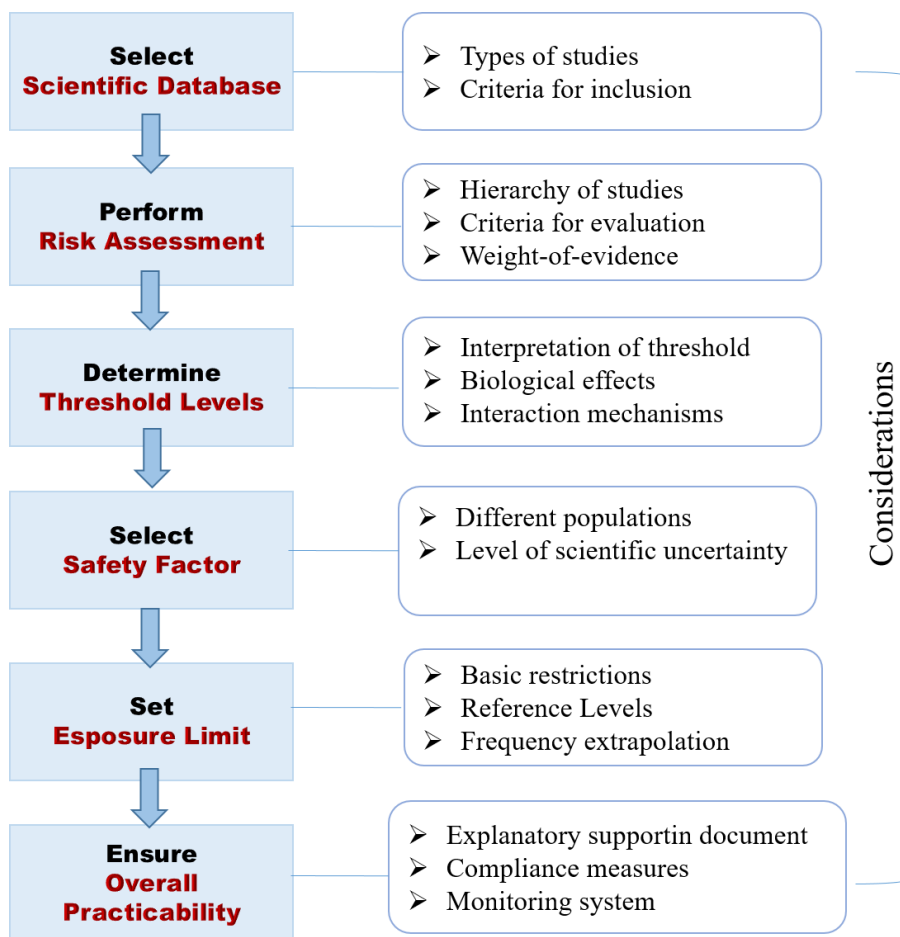 Select
Scientific Database
Types of studies
Criteria for inclusion
Perform
Risk Assessment
Hierarchy of studies
Criteria for evaluation
Weight-of-evidence
Determine
Threshold Levels
Interpretation of threshold
Biological effects
Interaction mechanisms
Select
Safety Factor
Different populations
Level of scientific uncertainty
Set
Esposure Limit
Basic restrictions
Reference Levels
Frequency extrapolation
Ensure
Overall
Practicability
Explanatory supportin document
Compliance measures
Monitoring system
Considerations